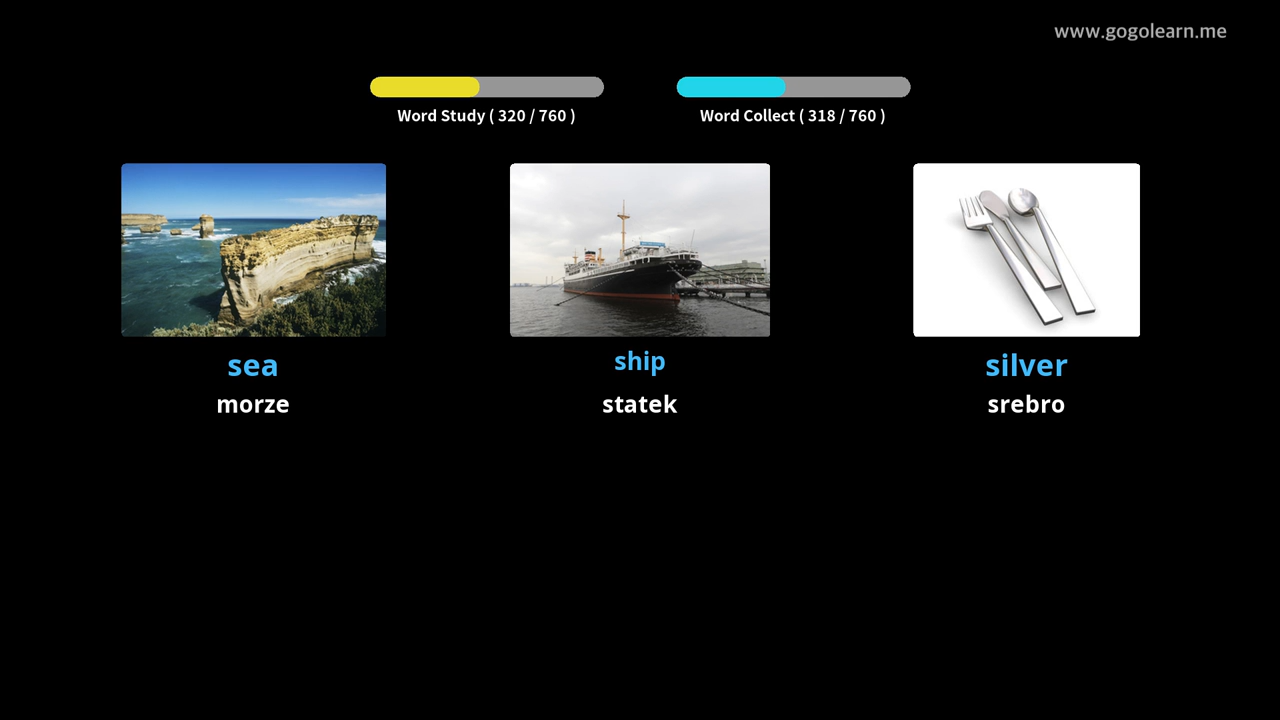 www.gogolearn.me
Word Study ( 320 / 760 )
Word Collect ( 318 / 760 )
sea
morze
ship
statek
silver
srebro